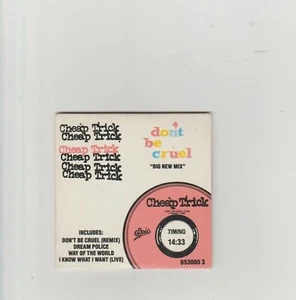 Cheap Trick
Cheap Trick
Cheap Trick
Cheap Trick
Cheap Trick
Cheap Trick
don't
be
cruel
"BIG NEW MIX"
Cheap Trick
Epic
TIMING
14:33
653005 3
INCLUDES:
DON'T BE CRUEL (REMIX)
DREAM POLICE
WAY OF THE WORLD
I KNOW WHAT I WANT (LIVE)